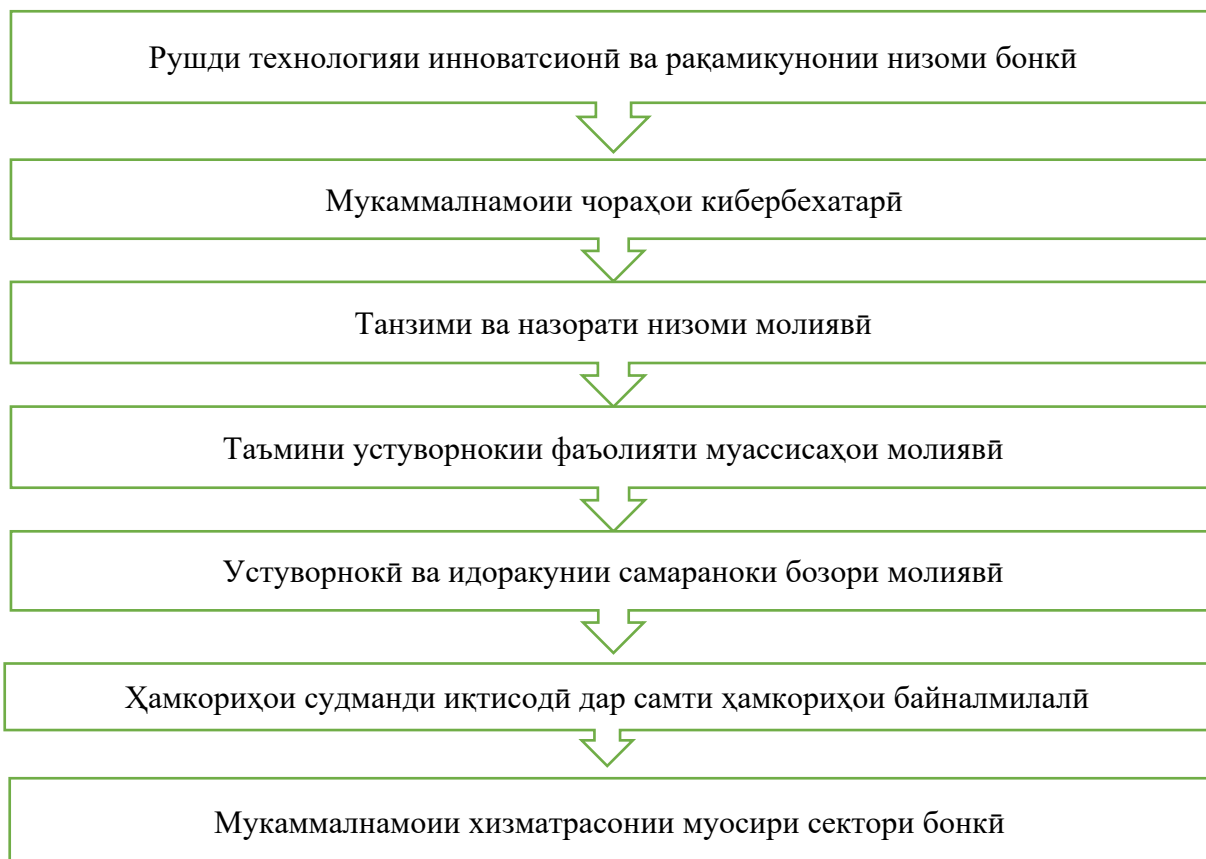 Рушди технологияи инноватсионӣ ва рақамикунонии низоми бонкӣ
Мукаммалнамоии чораҳои кибербехатарӣ
Танзими ва назорати низоми молиявӣ
Таъмини устуворнокии фаъолияти муассисаҳои молиявӣ
Устуворнокӣ ва идоракунии самараноки бозори молиявӣ
Ҳамкориҳои судманди иқтисодӣ дар самти ҳамкориҳои байналмилалӣ
Мукаммалнамоии хизматрасонии муосири сектори бонкӣ